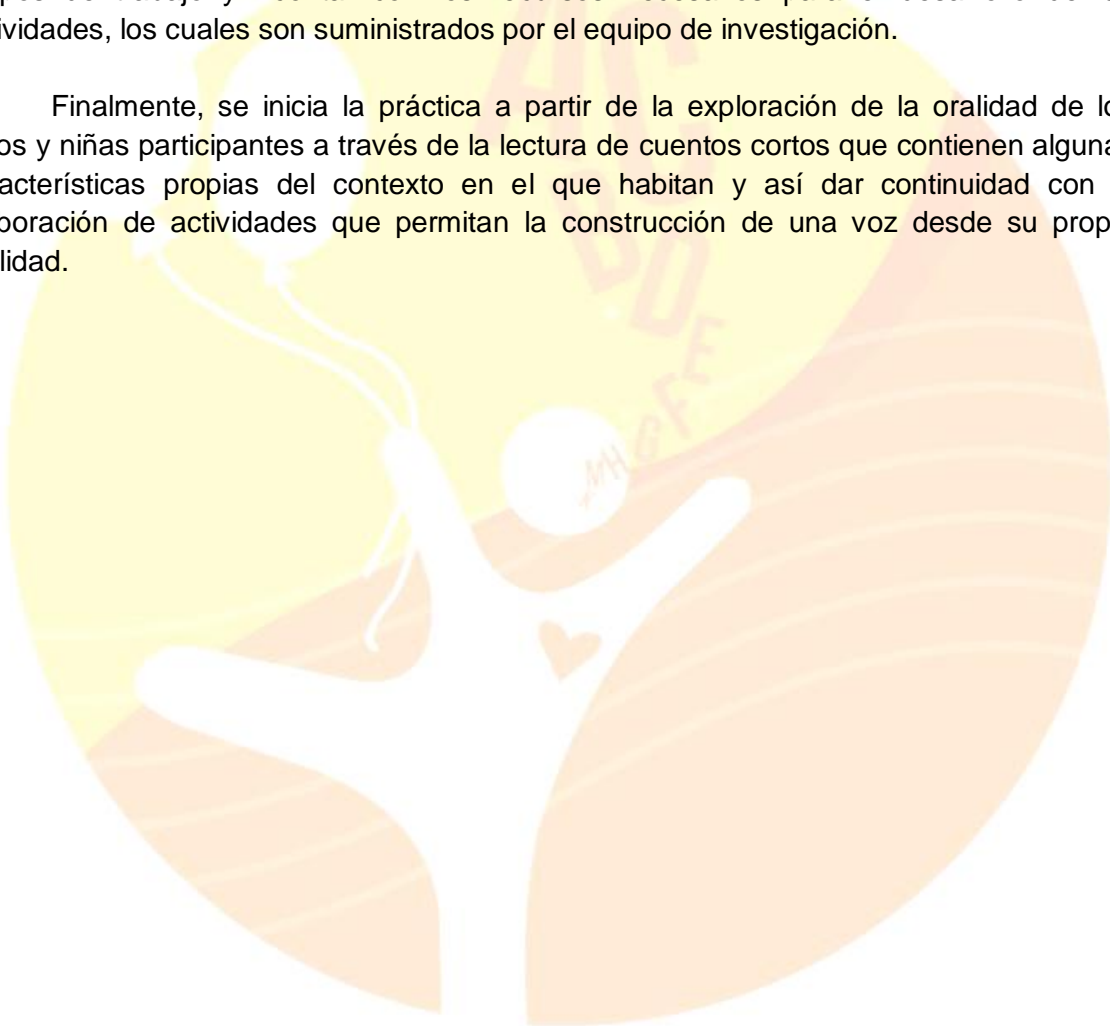 ividades, los cuales son suministrados por el equipo de investigación.
Finalmente, se inicia la práctica a partir de la exploración de la oralidad de lo
os y niñas participantes a través de la lectura de cuentos cortos que contienen alguna
acterísticas propias del contexto en el que habitan y así dar continuidad con
boración de actividades que permitan la construcción de una voz desde su prop
lidad.
A C
B D
D E
F
G
H
M